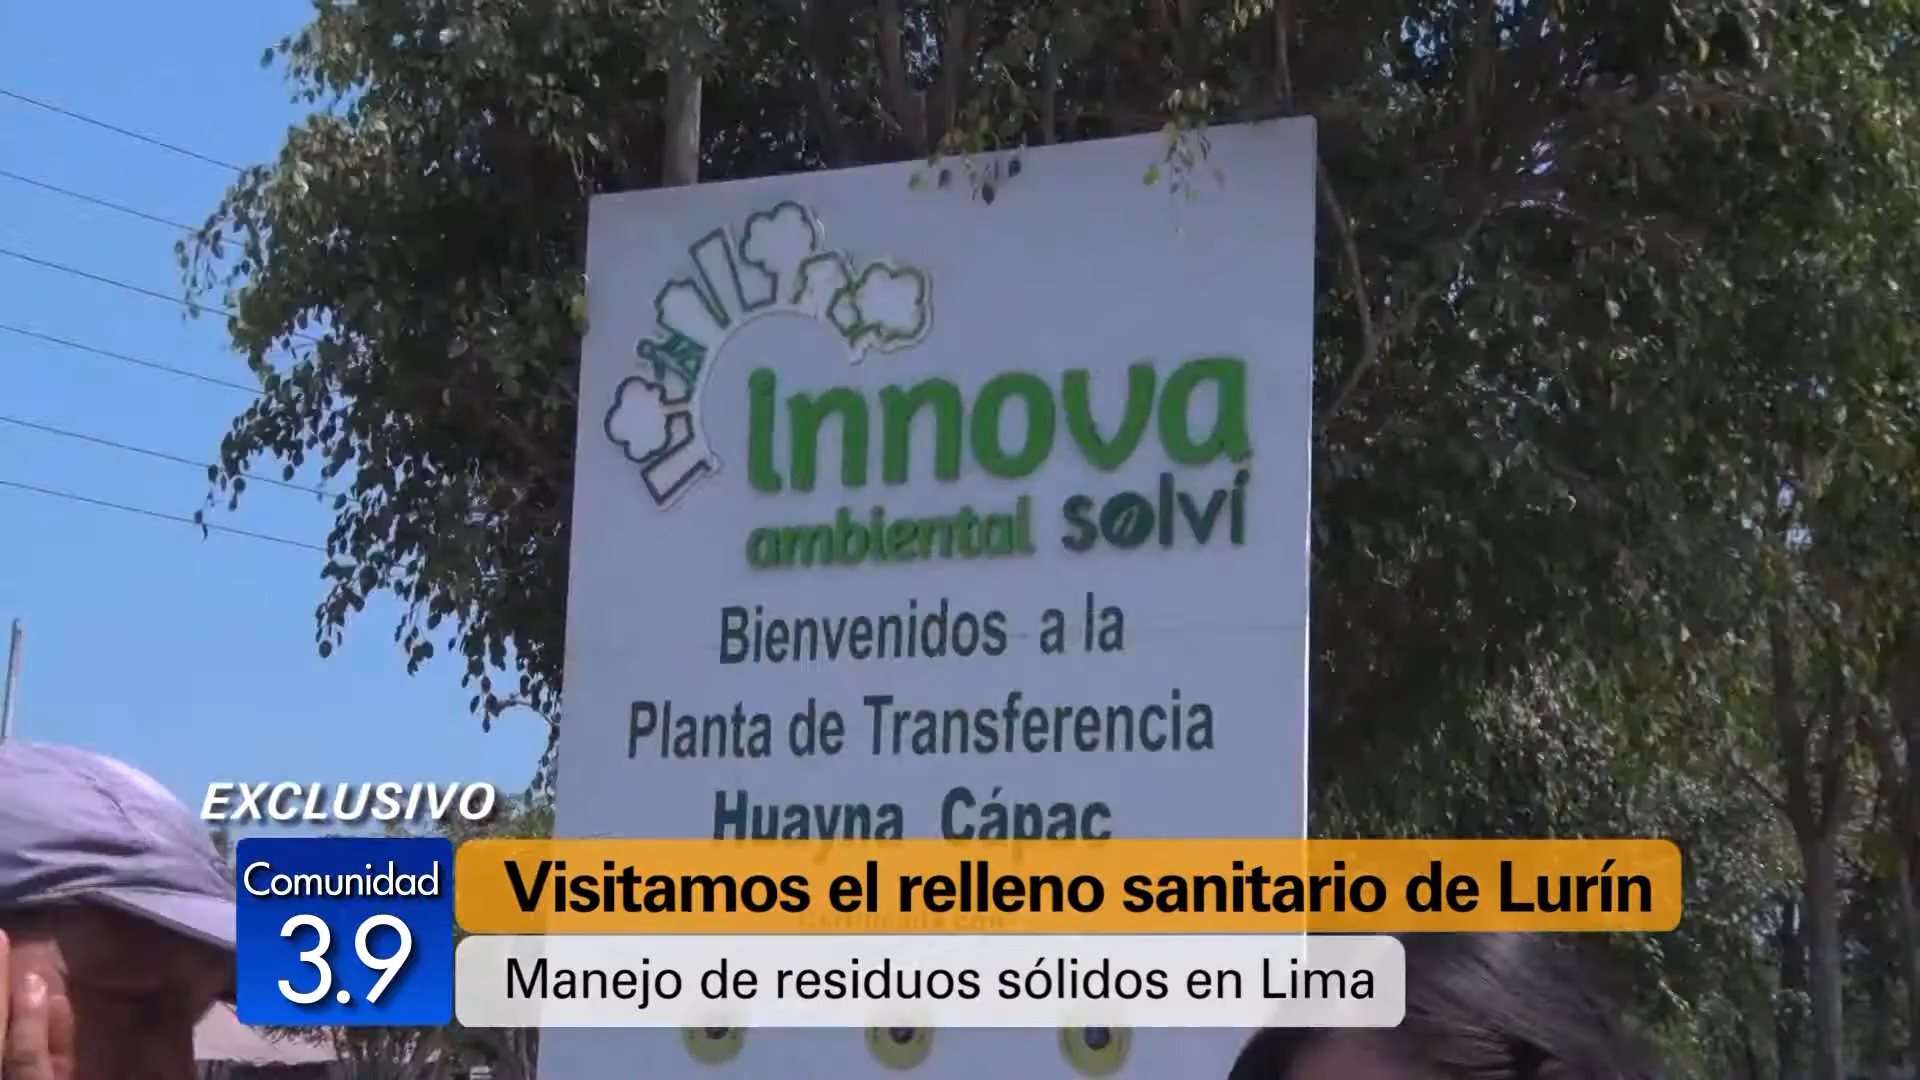 innova
ambiental solví
Bienvenidos a la
Planta de Transferencia
Huayna Cápac
EXCLUSIVO
Comunidad
3.9
Visitamos el relleno sanitario de Lurín
Manejo de residuos sólidos en Lima